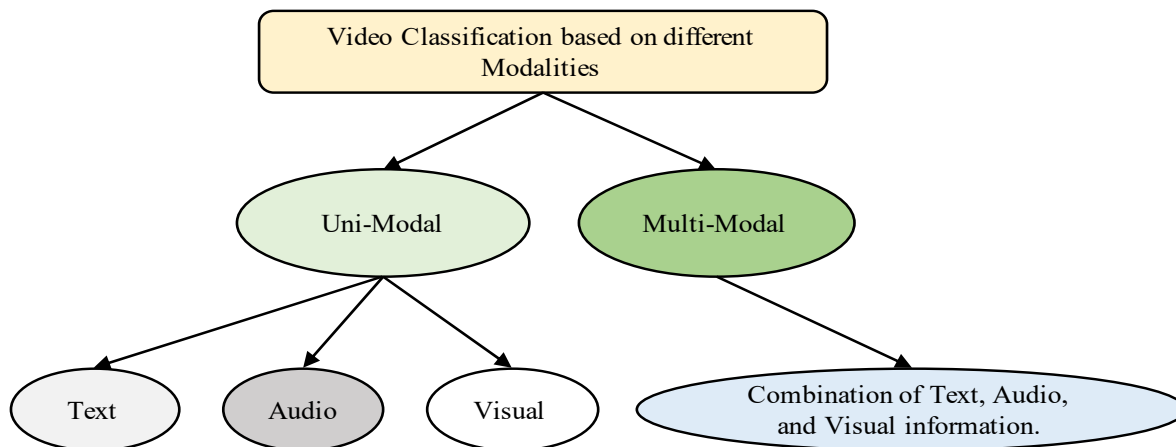 Video Classification based on different
Modalities
Uni-Modal
Multi-Modal
Text
Audio
Visual
Combination of Text, Audio,
and Visual information.